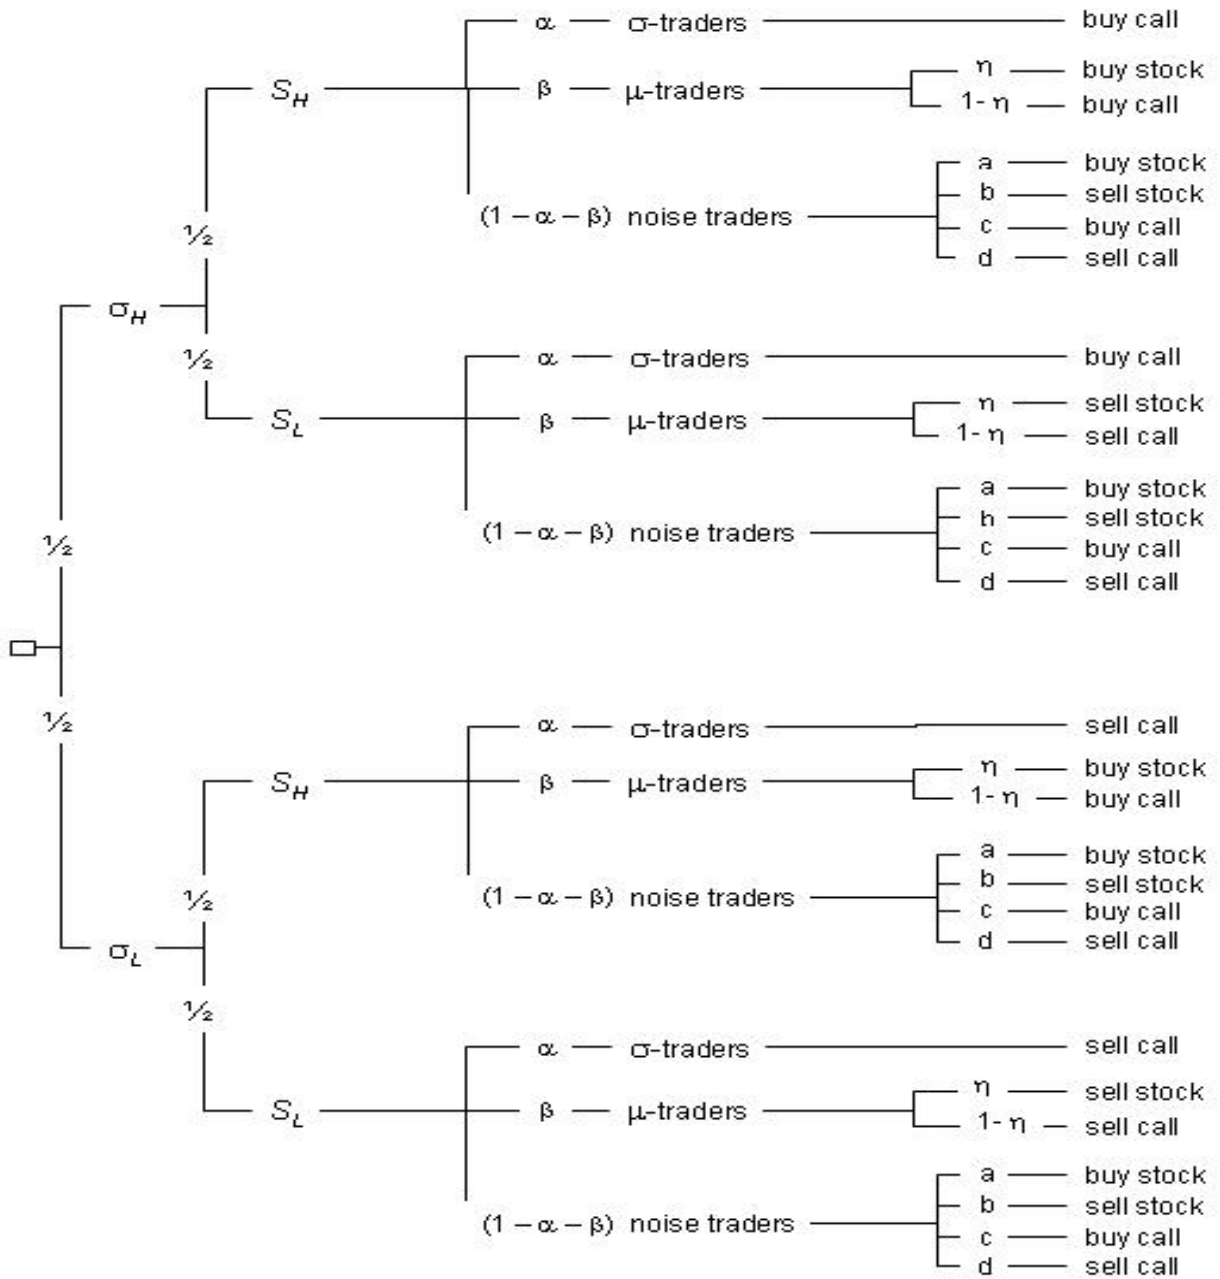 α σ-traders buy call
η buy stock
S_H β μ-traders
1-η buy call
a buy stock
b sell stock
(1 – α – β) noise traders
c buy call
½
d sell call
σ_H
½ α σ-traders buy call
η sell stock
S_L β μ-traders
1-η sell call
a buy stock
h sell stock
(1 – α – β) noise traders
½ c buy call
d sell call
½ α σ-traders sell call
η buy stock
S_H β μ-traders
1-η buy call
a buy stock
b sell stock
½ (1 – α – β) noise traders
c buy call
d sell call
σ_L
½
α σ-traders sell call
η sell stock
S_L β μ-traders
1-η sell call
a buy stock
b sell stock
(1 – α – β) noise traders
c buy call
d sell call